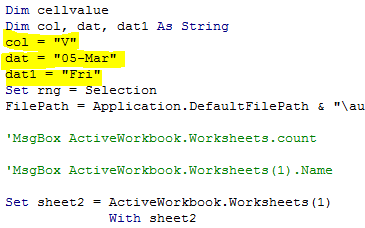 Dim cellvalue
Dim col, dat, dat1 As String
col = "V"
dat = "05-Mar"
dat1 = "Fri"
Set rng = Selection
FilePath = Application.DefaultFilePath & "\au
'MsgBox ActiveWorkbook.Worksheets.count
'MsgBox ActiveWorkbook.Worksheets(1).Name
Set sheet2 = ActiveWorkbook.Worksheets(1)
With sheet2